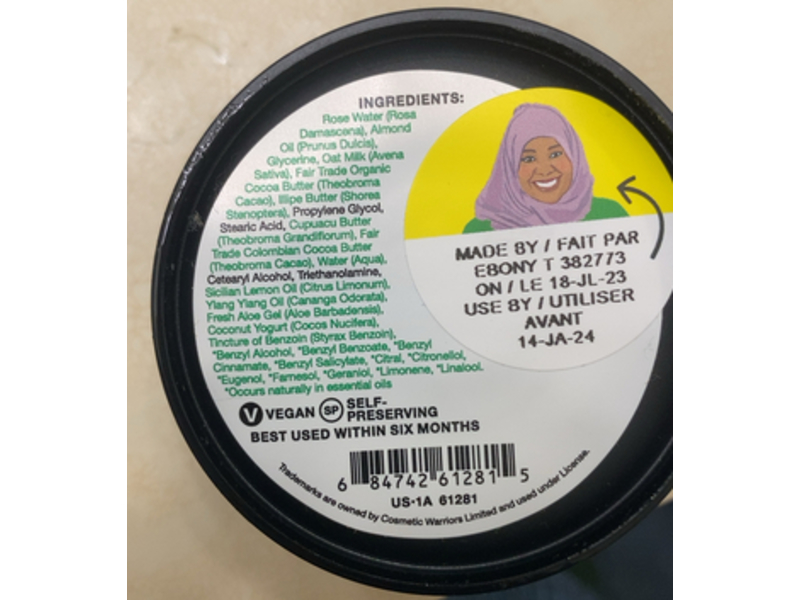 INGREDIENTS:
Rose Water (Rosa
Damascena), Almond
Oil (Prunus Dulcis),
Glycerine, Oat Milk (Avena
Sativa), Fair Trade Organic
Cocoa Butter (Theobroma
Cacao), Illipe Butter (Shorea
Stenoptera), Propylene Glycol,
Stearic Acid, Cupuacu Butter
(Theobroma Grandiflorum), Fair
Trade Colombian Cocoa Butter
(Theobroma Cacao), Water (Aqua),
Cetearyl Alcohol, Triethanolamine,
Sicilian Lemon Oil (Citrus Limonum),
Ylang Ylang Oil (Cananga Odorata),
Fresh Aloe Gel (Aloe Barbadensis),
Coconut Yogurt (Cocos Nucifera),
Tincture of Benzoin (Styrax Benzoin),
*Benzyl Alcohol, *Benzyl Benzoate, *Benzyl
Cinnamate, *Benzyl Salicylate, *Citral, *Citronellol,
*Eugenol, *Farnesol, *Geraniol, *Limonene, *Linalool.
*Occurs naturally in essential oils
V VEGAN SP SELF-
PRESERVING
BEST USED WITHIN SIX MONTHS
6 84742 61281 5
US-1A 61281
Trademarks are owned by Cosmetic Warriors Limited and used under License.
MADE BY / FAIT PAR
EBONY T 382773
ON / LE 18-JL-23
USE BY / UTILISER
AVANT
14-JA-24